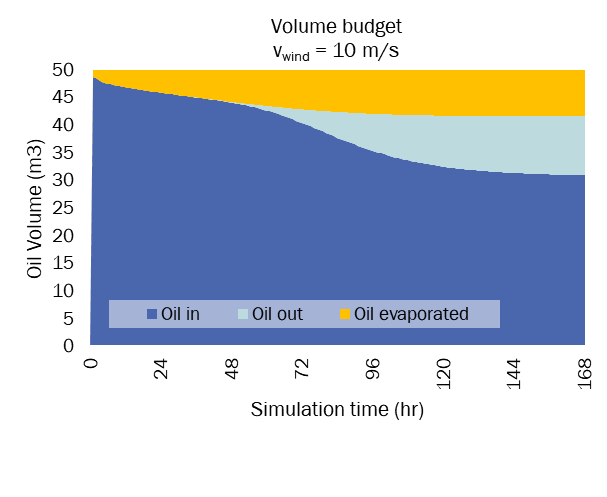 Volume budget
vwind = 10 m/s
50
45
40
35
30
25
20
15
10
5
0
Oil Volume (m3)
Oil in Oil out Oil evaporated
0 24 48 72 96 120 144 168
Simulation time (hr)